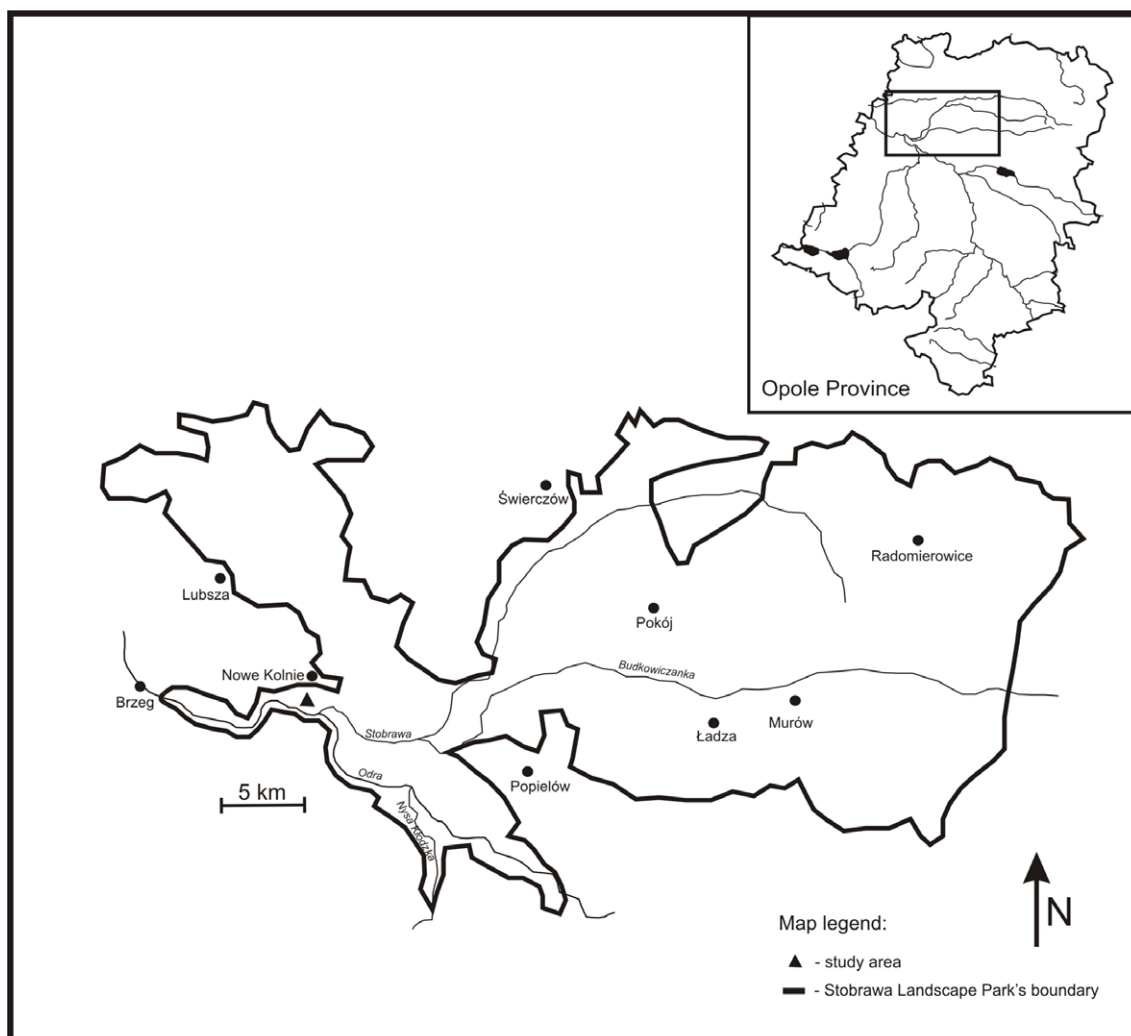 Opole Province
Świerczów
Radomierowice
Lubsza
Pokój
Budkowiczanka
Nowe Kolnie
Brzeg
Murów
Ładza
Stobrawa
Odra
Popielów
5 km
Nysa Kłodzka
N
Map legend:
- study area
- Stobrawa Landscape Park's boundary